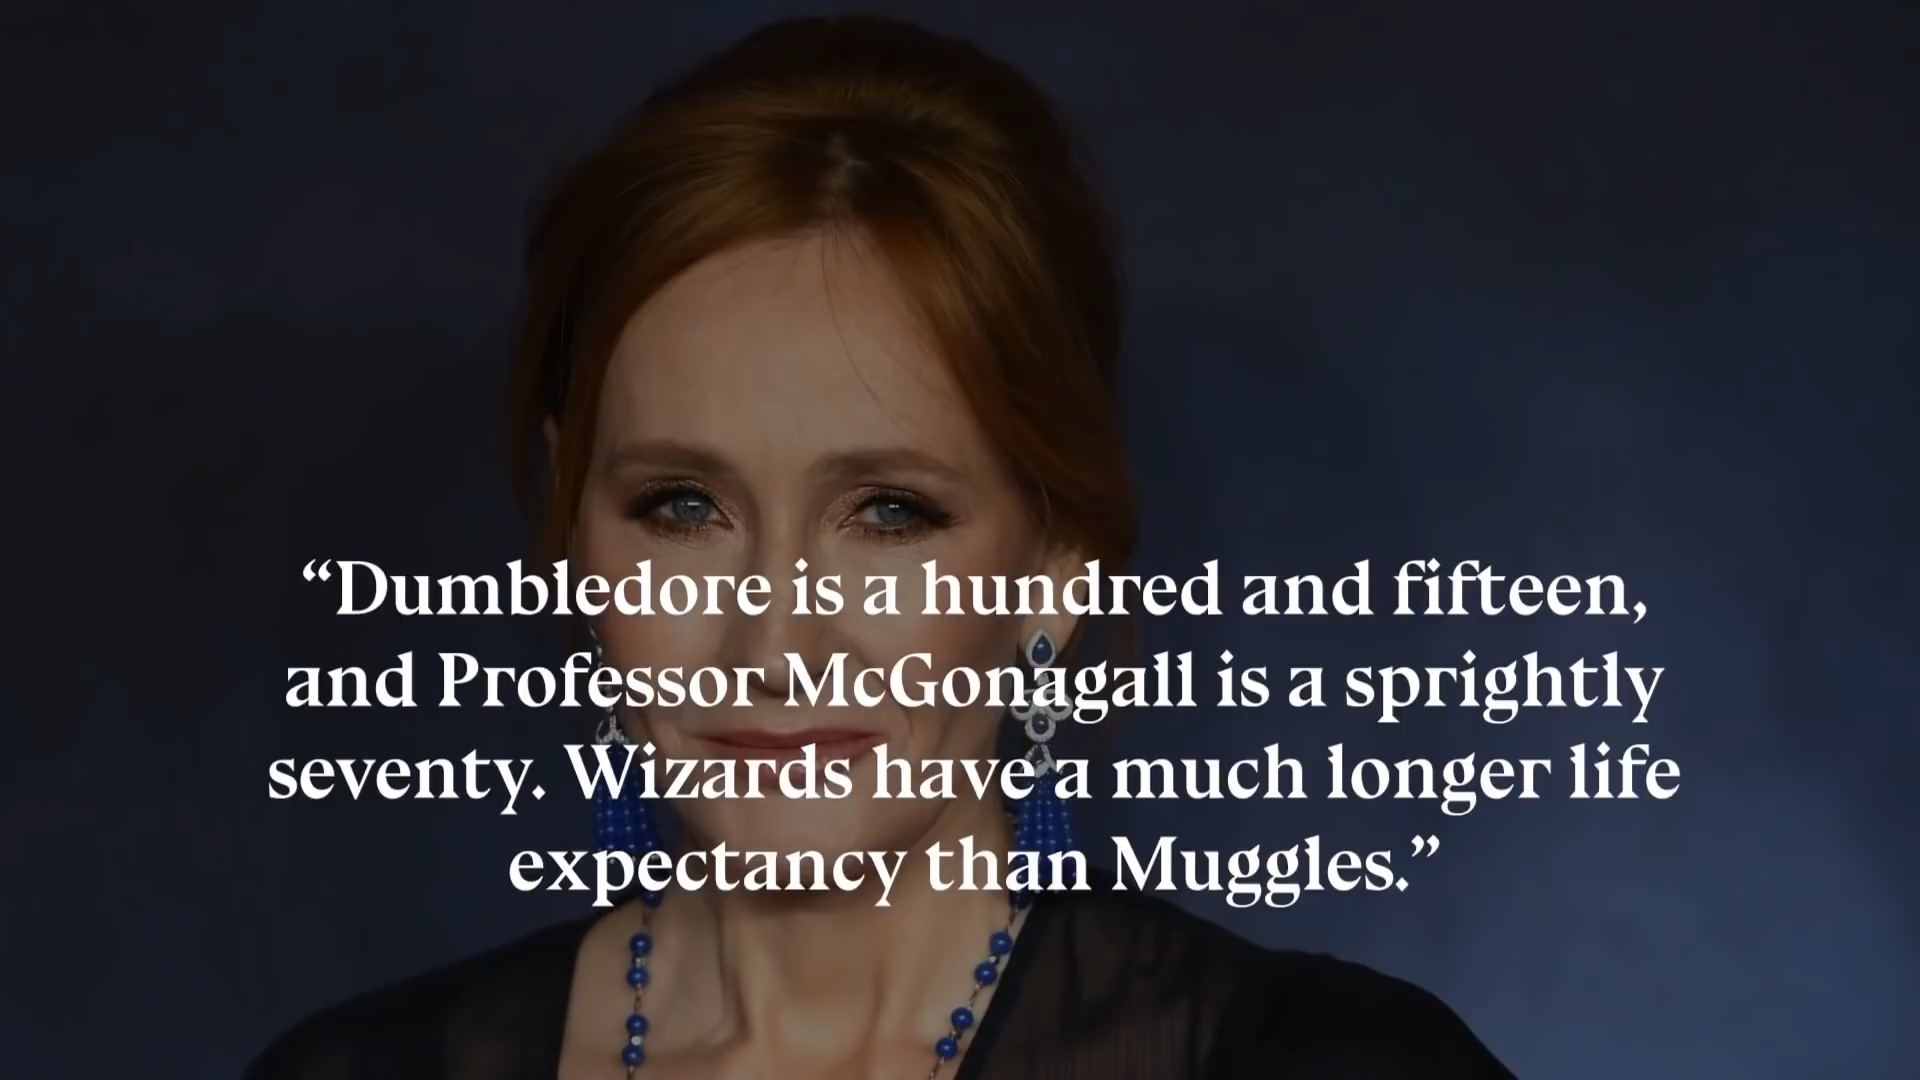 “Dumbledore is a hundred and fifteen,
and Professor McGonagall is a sprightly
seventy. Wizards have a much longer life
expectancy than Muggles.”